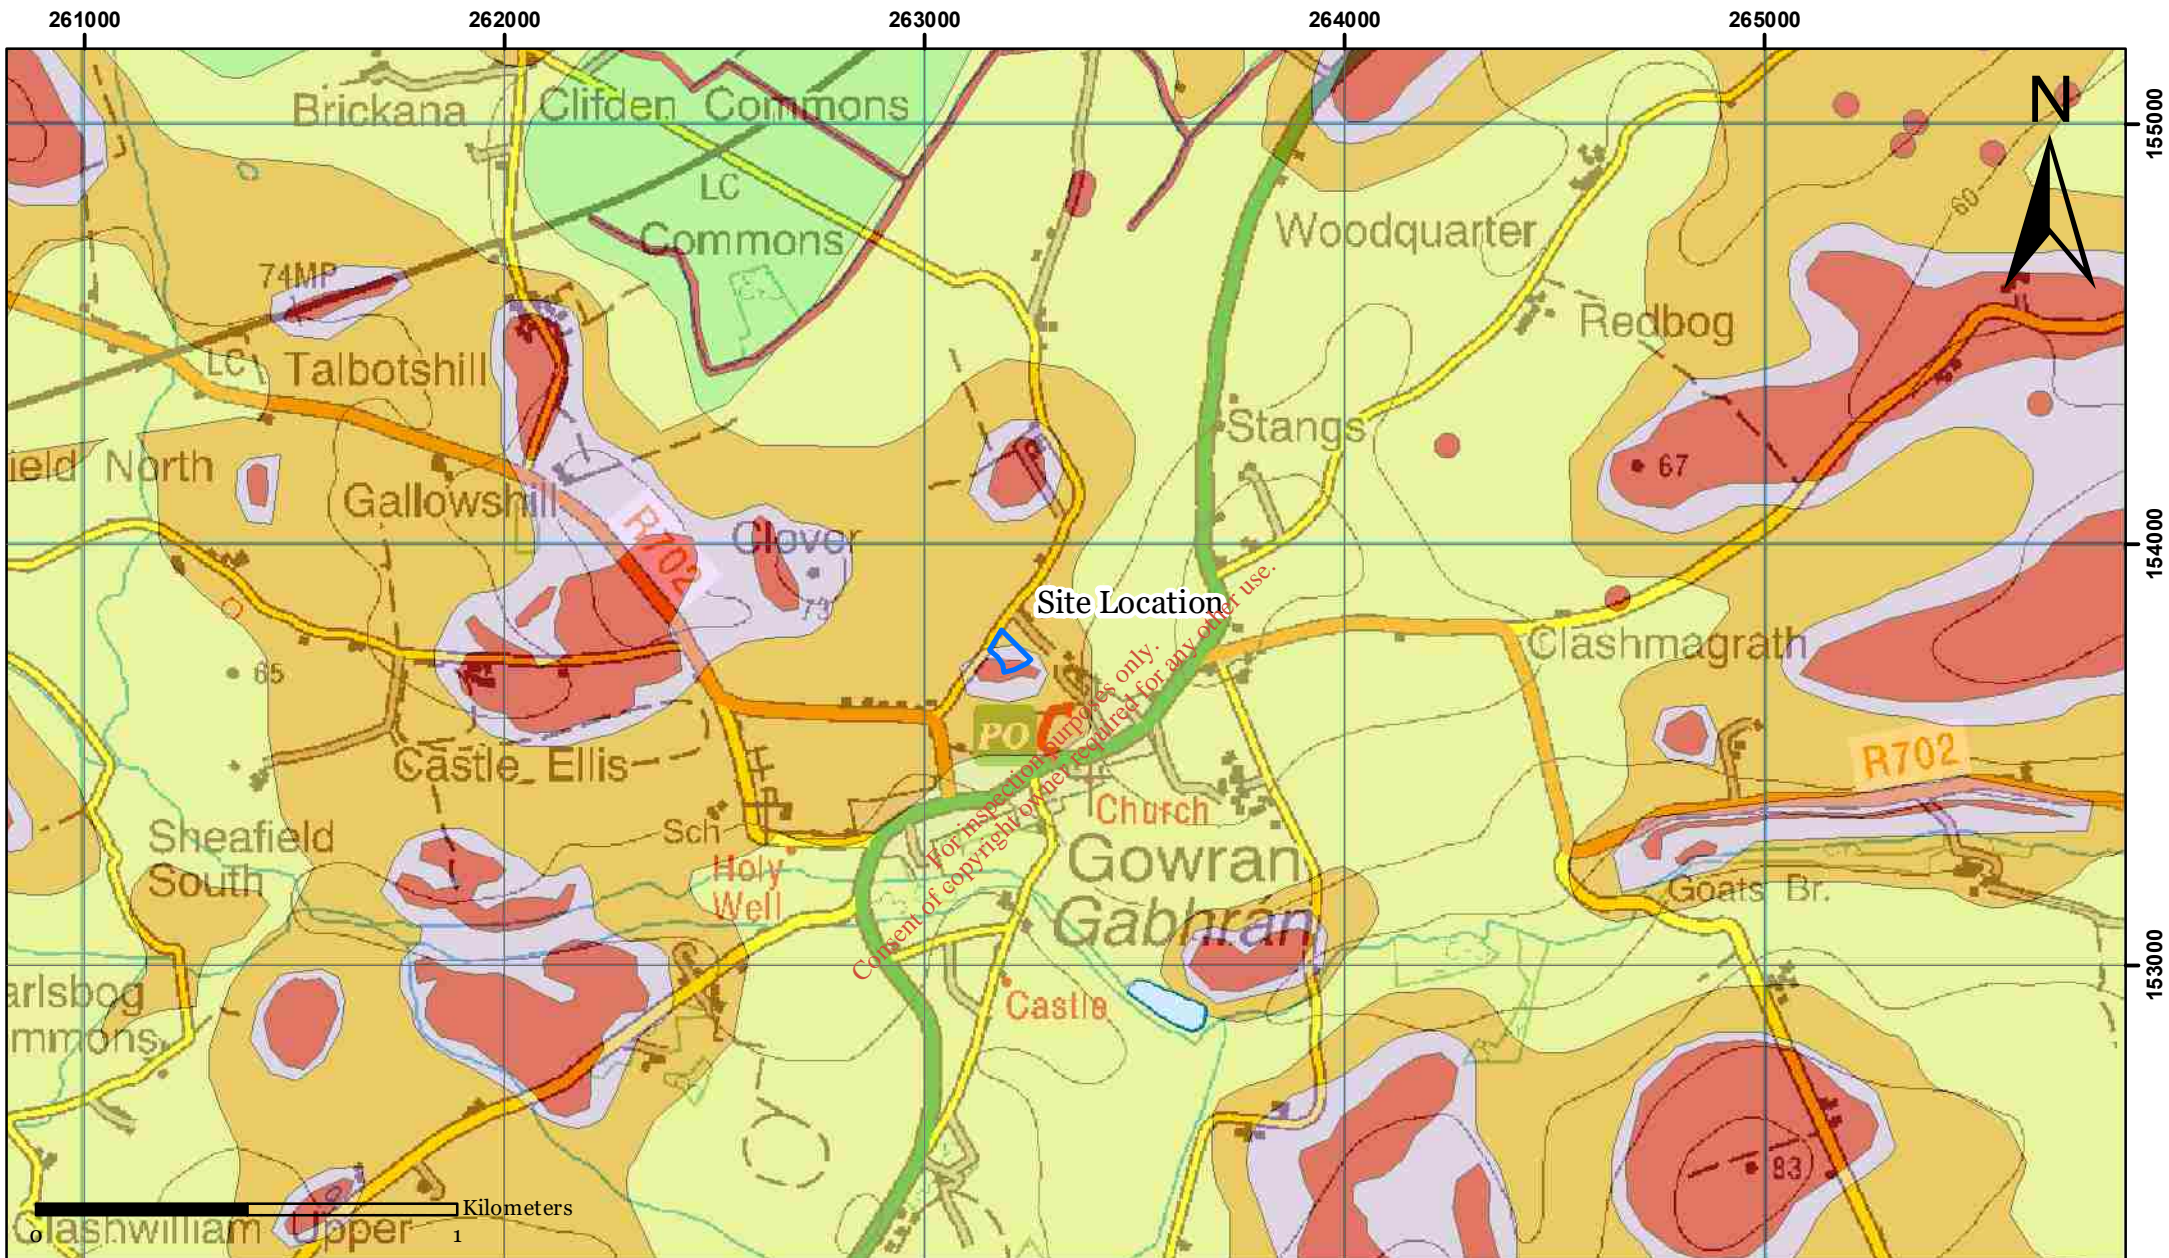 261000 262000 263000 264000 265000
155000
154000
153000
N
Brickana
Clifden Commons
LC
Commons
Woodquarter
60
74MP
Redbog
LC
Talbotshill
Stangs
67
ield North
Gallowshill
R702
Clover
73
Site Location
Clashmagrath
65
PO
Castle Ellis
R702
Church
Sch
Sheafield
South
Holy
Well
Gowran
Gabhrán
Goats Br.
arlsbog
mmons
Castle
83
Clashwilliam Upper
Kilometers
0 1
For inspection purposes only.
Consent of copyright owner required for any other use.